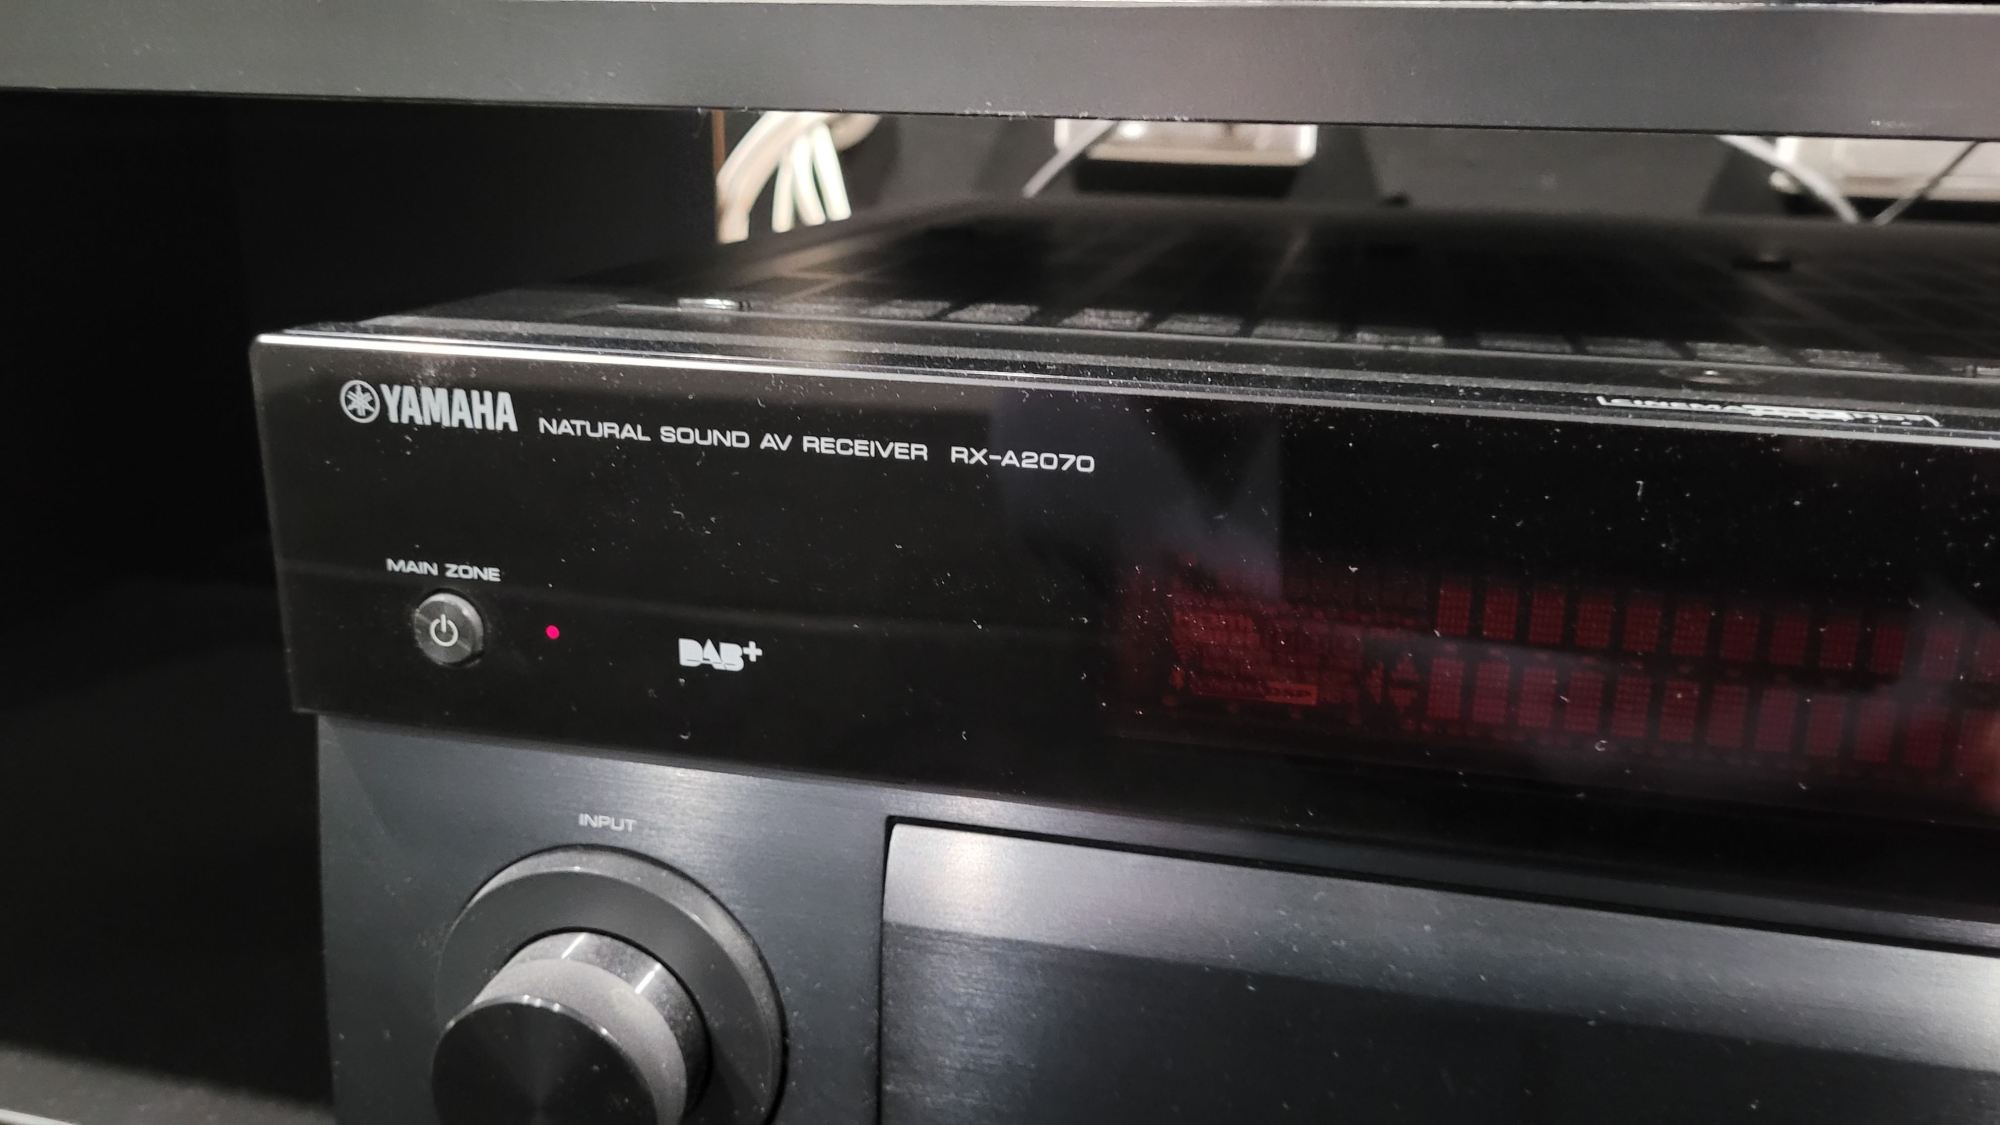 YAMAHA NATURAL SOUND AV RECEIVER RX-A2070
MAIN ZONE
DAB+
INPUT